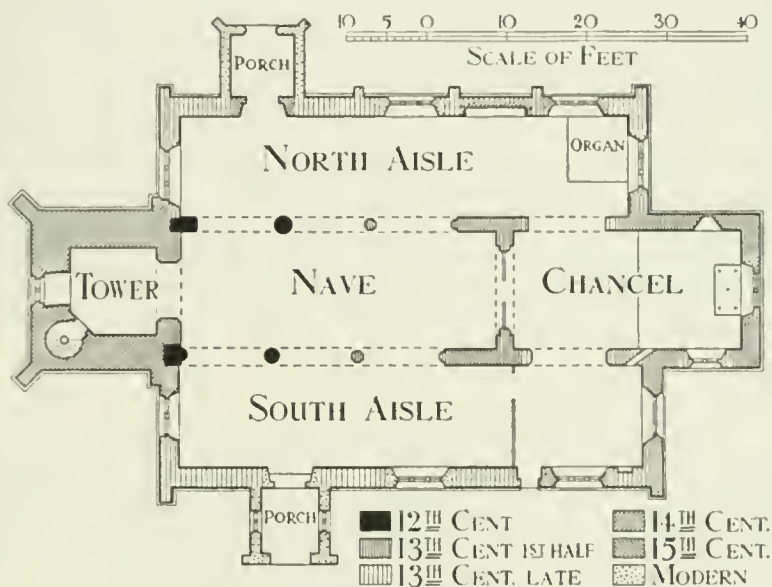 10 5 0 10 20 30 40
SCALE OF FEET
PORCH
NORTH AISLE
ORGAN
TOWER
NAVE
CHANCEL
SOUTH AISLE
PORCH
12TH CENT
13TH CENT 1ST HALF
13TH CENT. LATE
14TH CENT.
15TH CENT.
MODERN